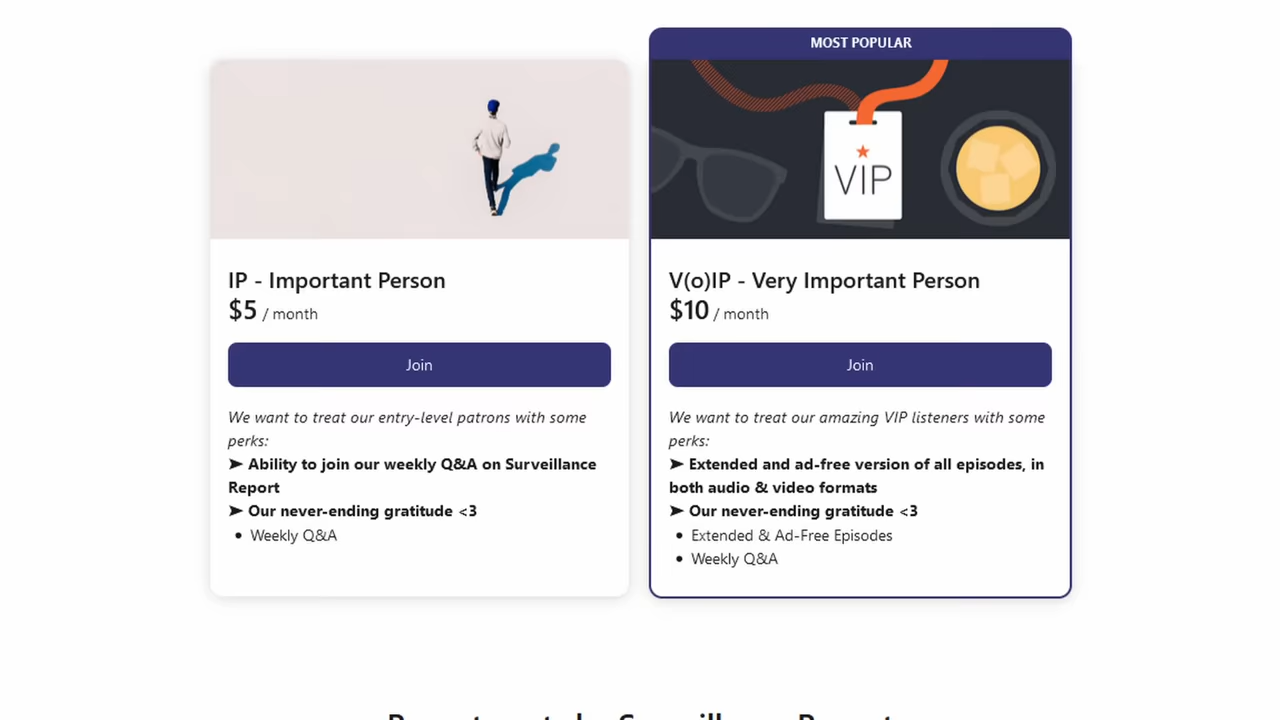 IP - Important Person
$5 / month
Join
We want to treat our entry-level patrons with some
perks:
➤ Ability to join our weekly Q&A on Surveillance
Report
➤ Our never-ending gratitude <3
• Weekly Q&A
MOST POPULAR
VIP
V(o)IP - Very Important Person
$10 / month
Join
We want to treat our amazing VIP listeners with some
perks:
➤ Extended and ad-free version of all episodes, in
both audio & video formats
➤ Our never-ending gratitude <3
• Extended & Ad-Free Episodes
• Weekly Q&A